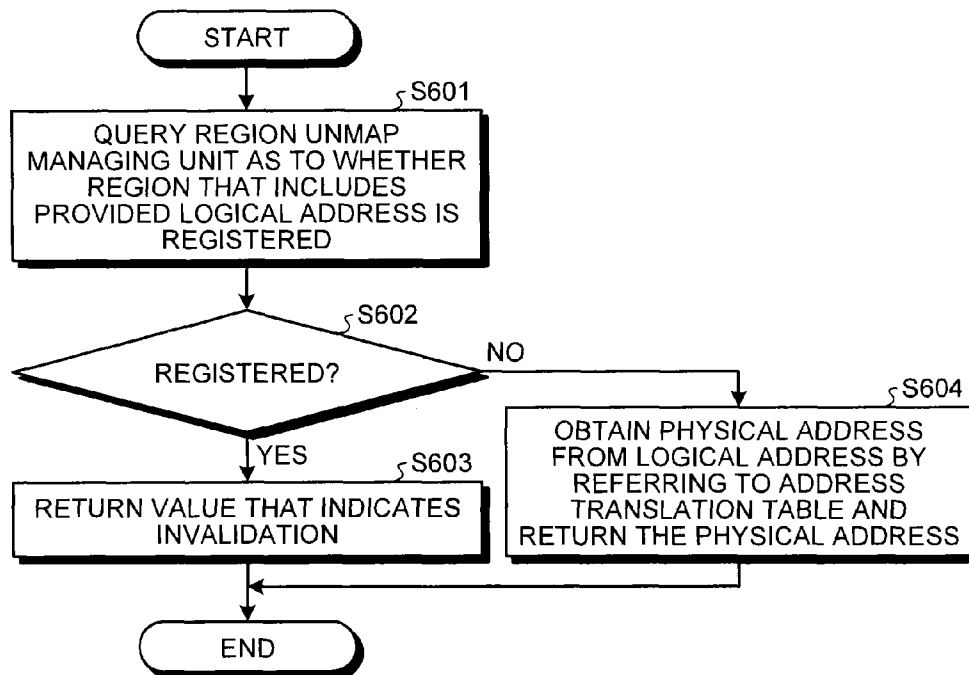 START
S601
QUERY REGION UNMAP
MANAGING UNIT AS TO WHETHER
REGION THAT INCLUDES
PROVIDED LOGICAL ADDRESS IS
REGISTERED
S602
REGISTERED?
NO
YES
S603
RETURN VALUE THAT INDICATES
INVALIDATION
S604
OBTAIN PHYSICAL ADDRESS
FROM LOGICAL ADDRESS BY
REFERRING TO ADDRESS
TRANSLATION TABLE AND
RETURN THE PHYSICAL ADDRESS
END